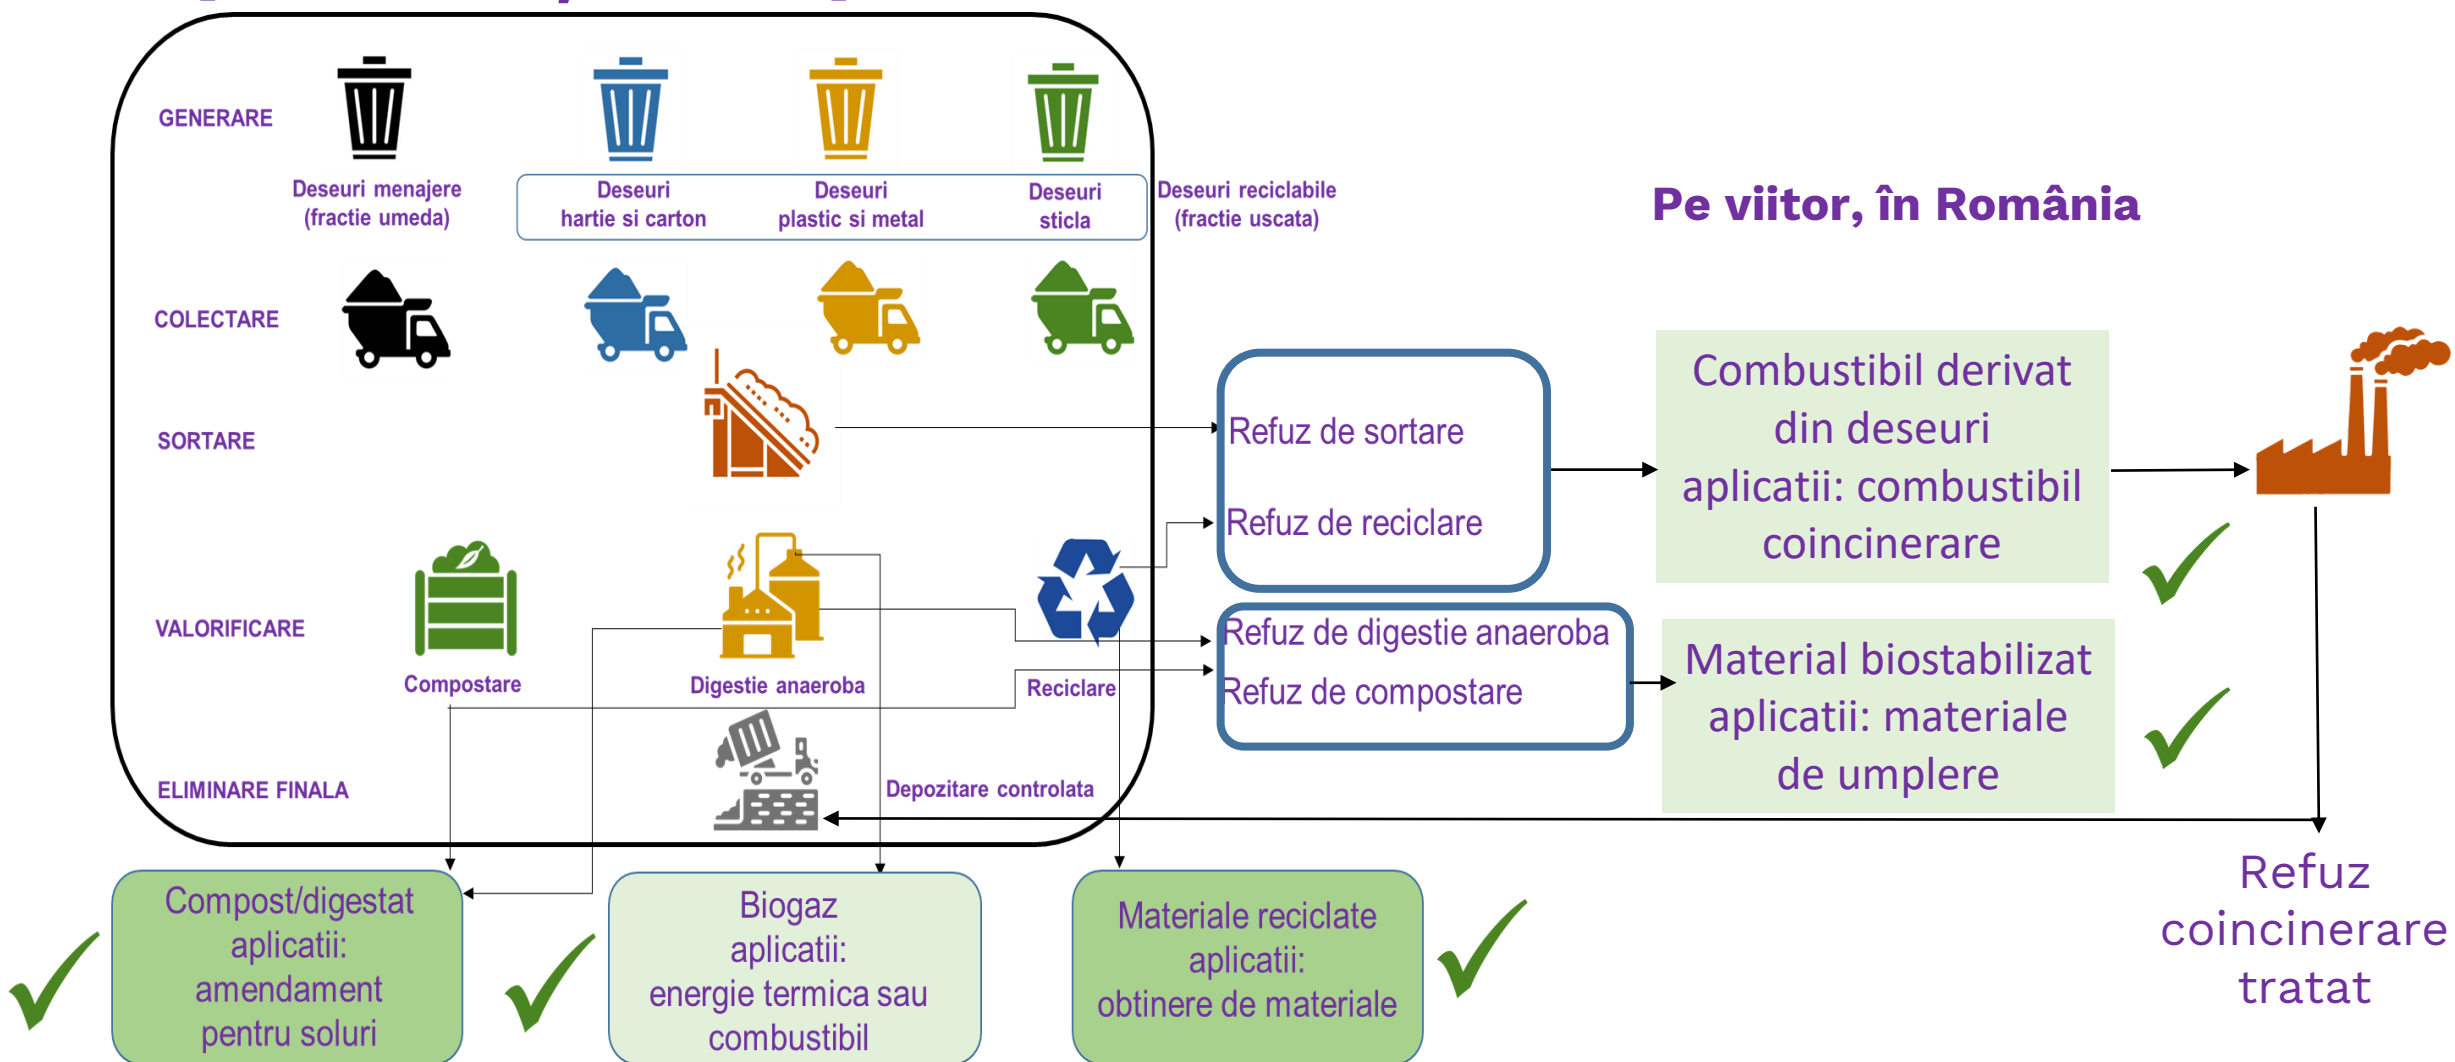 GENERARE
Deseuri menajere
(fractie umeda)
Deseuri
hartie si carton
Deseuri
plastic si metal
Deseuri
sticla
Deseuri reciclabile
(fractie uscata)
Pe viitor, în România
COLECTARE
SORTARE
Refuz de sortare
Refuz de reciclare
Combustibil derivat
din deseuri
aplicatii: combustibil
coincinerare
VALORIFICARE
Compostare
Digestie anaeroba
Reciclare
Refuz de digestie anaeroba
Refuz de compostare
Material biostabilizat
aplicatii: materiale
de umplere
ELIMINARE FINALA
Depozitare controlata
Compost/digestat
aplicatii:
amendament
pentru soluri
Biogaz
aplicatii:
energie termica sau
combustibil
Materiale reciclate
aplicatii:
obtinere de materiale
Refuz
coincinerare
tratat